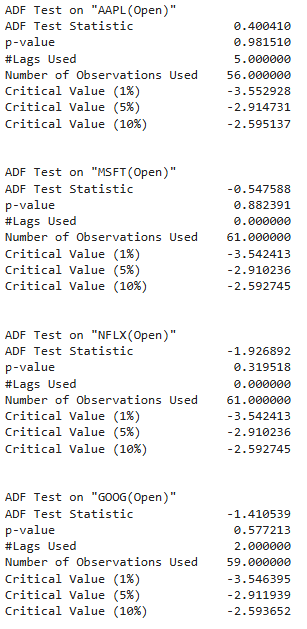 ADF Test on "AAPL(Open)"
ADF Test Statistic 0.400410
p-value 0.981510
#Lags Used 5.000000
Number of Observations Used 56.000000
Critical Value (1%) -3.552928
Critical Value (5%) -2.914731
Critical Value (10%) -2.595137
ADF Test on "MSFT(Open)"
ADF Test Statistic -0.547588
p-value 0.882391
#Lags Used 0.000000
Number of Observations Used 61.000000
Critical Value (1%) -3.542413
Critical Value (5%) -2.910236
Critical Value (10%) -2.592745
ADF Test on "NFLX(Open)"
ADF Test Statistic -1.926892
p-value 0.319518
#Lags Used 0.000000
Number of Observations Used 61.000000
Critical Value (1%) -3.542413
Critical Value (5%) -2.910236
Critical Value (10%) -2.592745
ADF Test on "GOOG(Open)"
ADF Test Statistic -1.410539
p-value 0.577213
#Lags Used 2.000000
Number of Observations Used 59.000000
Critical Value (1%) -3.546395
Critical Value (5%) -2.911939
Critical Value (10%) -2.593652